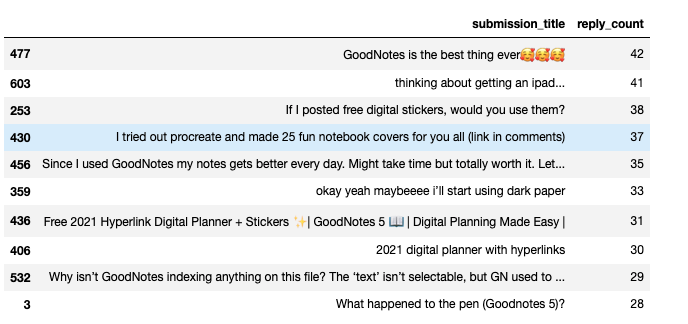 submission_title reply_count
477 GoodNotes is the best thing ever🥰🥰🥰 42
603 thinking about getting an ipad... 41
253 If I posted free digital stickers, would you use them? 38
430 I tried out procreate and made 25 fun notebook covers for you all (link in comments) 37
456 Since I used GoodNotes my notes gets better every day. Might take time but totally worth it. Let... 35
359 okay yeah maybeeee i’ll start using dark paper 33
436 Free 2021 Hyperlink Digital Planner + Stickers ✨| GoodNotes 5 📖 | Digital Planning Made Easy | 31
406 2021 digital planner with hyperlinks 30
532 Why isn’t GoodNotes indexing anything on this file? The ‘text’ isn’t selectable, but GN used to ... 29
3 What happened to the pen (Goodnotes 5)? 28